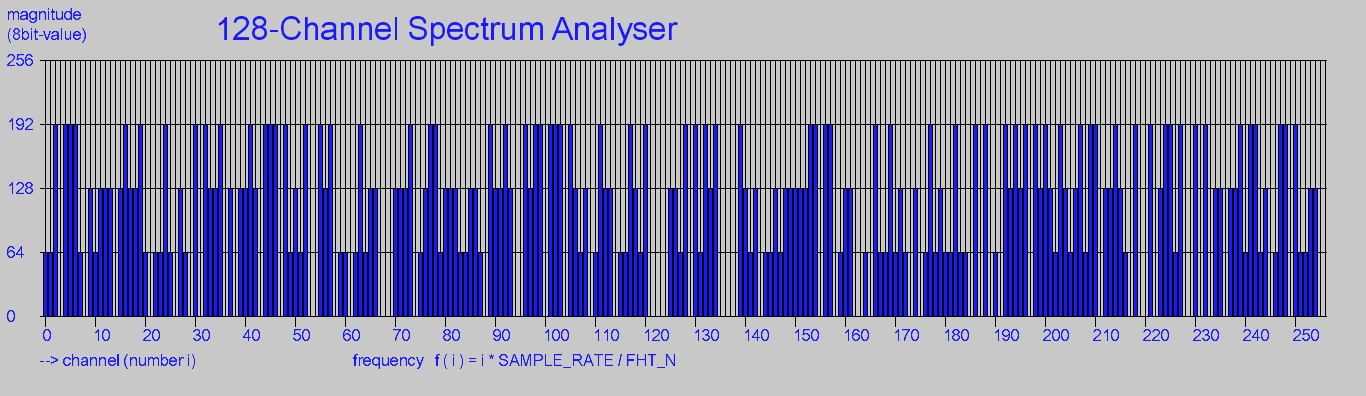 magnitude
(8bit-value)
128-Channel Spectrum Analyser
256
192
128
64
0
0 10 20 30 40 50 60 70 80 90 100 110 120 130 140 150 160 170 180 190 200 210 220 230 240 250
--> channel (number i)
frequency f ( i ) = i * SAMPLE_RATE / FHT_N